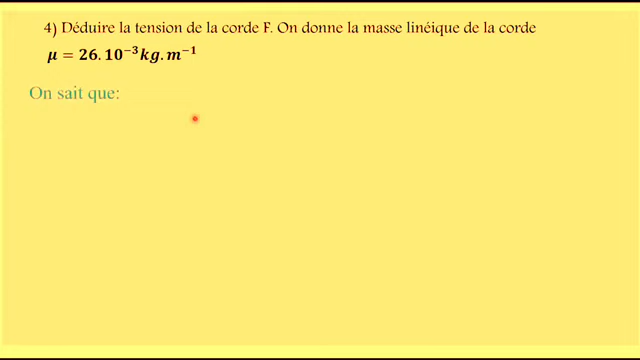 4) Déduire la tension de la corde F. On donne la masse linéique de la corde
μ = 26.10⁻³kg.m⁻¹
On sait que: